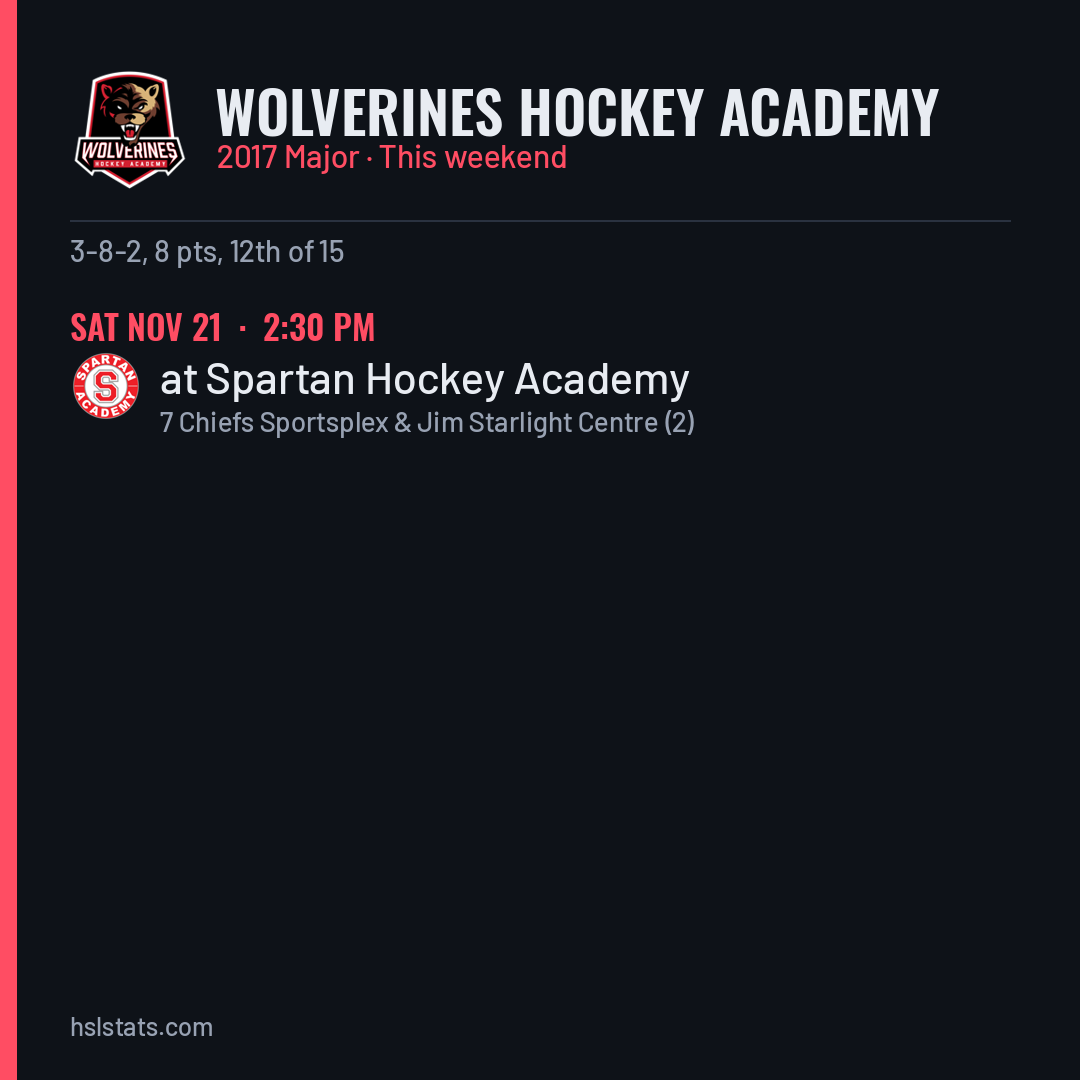 WOLVERINES
HOCKEY ACADEMY
WOLVERINES HOCKEY ACADEMY
2017 Major · This weekend
3-8-2, 8 pts, 12th of 15
SAT NOV 21 · 2:30 PM
SPARTAN
S
ACADEMY
at Spartan Hockey Academy
7 Chiefs Sportsplex & Jim Starlight Centre (2)
hslstats.com